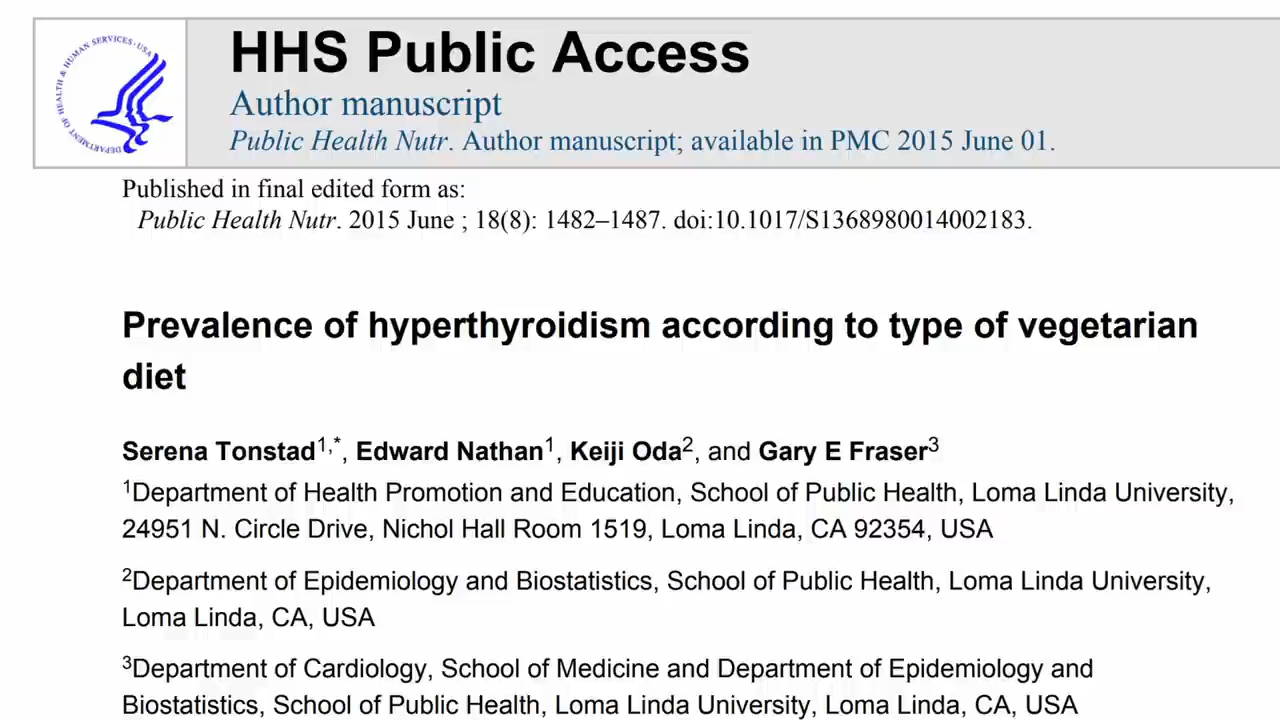 DEPARTMENT OF HEALTH & HUMAN SERVICES · USA
HHS Public Access
Author manuscript
Public Health Nutr. Author manuscript; available in PMC 2015 June 01.
Published in final edited form as:
Public Health Nutr. 2015 June ; 18(8): 1482–1487. doi:10.1017/S1368980014002183.
Prevalence of hyperthyroidism according to type of vegetarian
diet
Serena Tonstad1,*, Edward Nathan1, Keiji Oda2, and Gary E Fraser3
1Department of Health Promotion and Education, School of Public Health, Loma Linda University,
24951 N. Circle Drive, Nichol Hall Room 1519, Loma Linda, CA 92354, USA
2Department of Epidemiology and Biostatistics, School of Public Health, Loma Linda University,
Loma Linda, CA, USA
3Department of Cardiology, School of Medicine and Department of Epidemiology and
Biostatistics, School of Public Health, Loma Linda University, Loma Linda, CA, USA